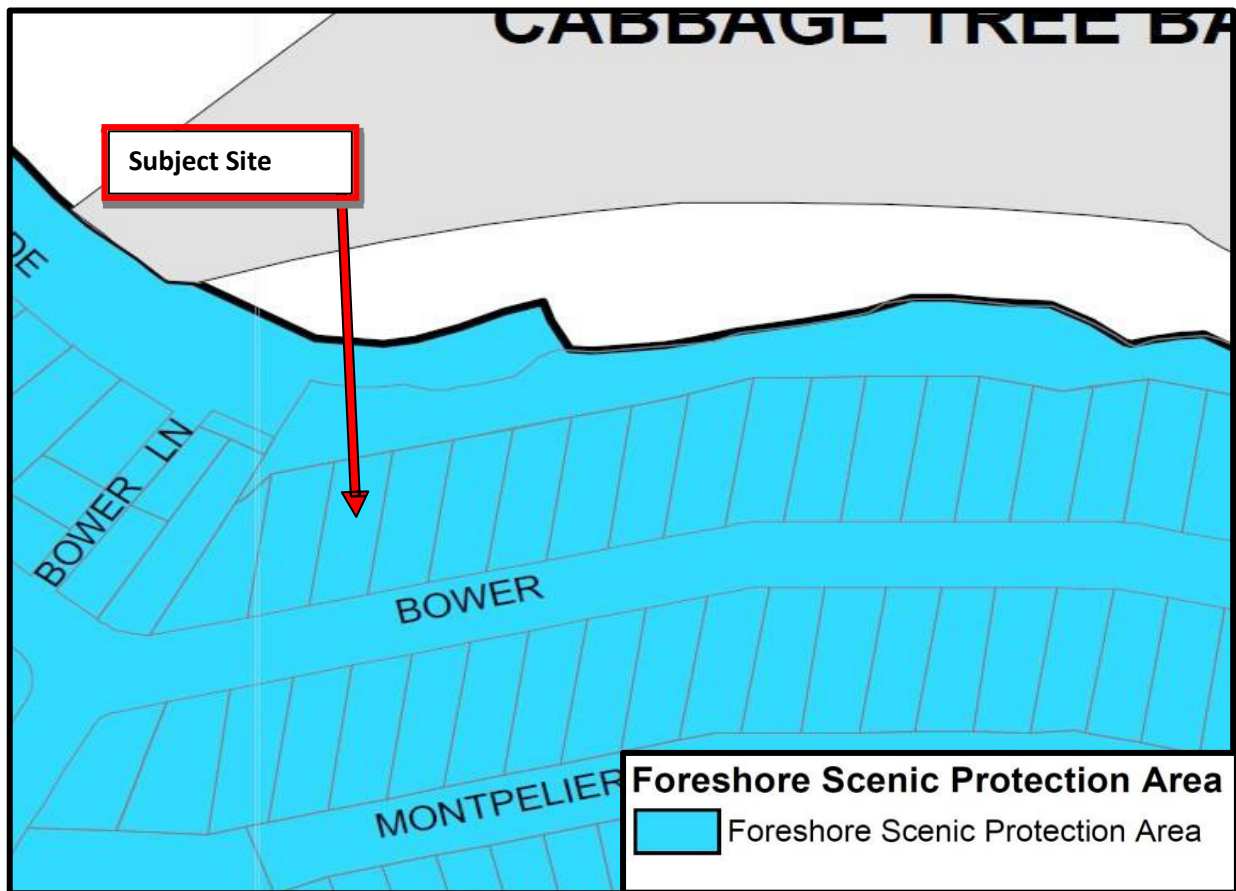 CABBAGE TREE BA
Subject Site
DE
BOWER LN
BOWER
MONTPELIER
Foreshore Scenic Protection Area
Foreshore Scenic Protection Area